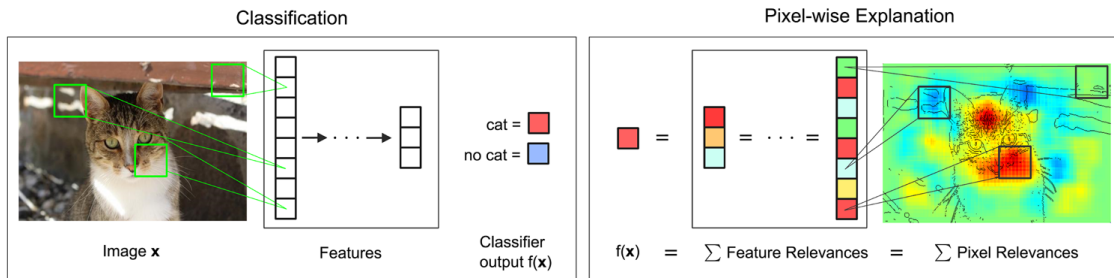 Classification
Pixel-wise Explanation
cat =
no cat =
= = · · · =
Image x
Features
Classifier
output f(x)
f(x) = ∑ Feature Relevances = ∑ Pixel Relevances